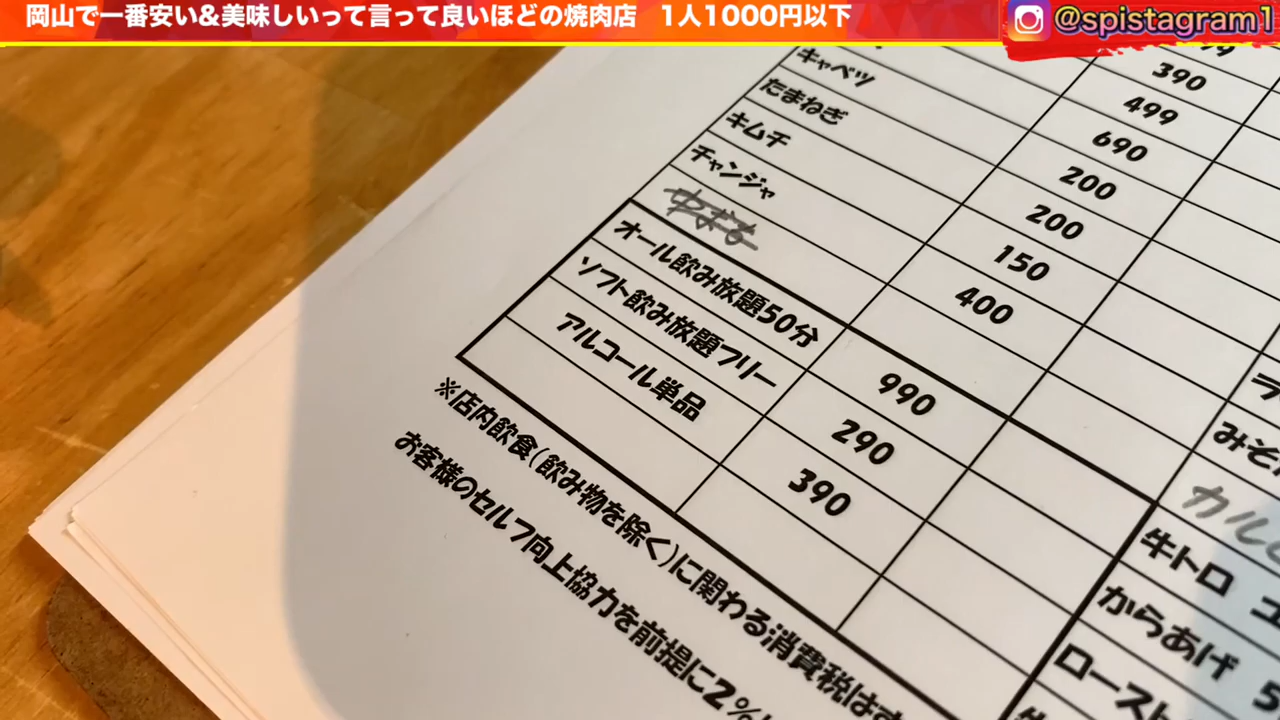 岡山で一番安い&美味しいって言って良いほどの焼肉店 1人1000円以下
@spistagram1
キャベツ
390
たまねぎ
499
キムチ
690
チャンジャ
200
200
150
400
オール飲み放題50分
990
ソフト飲み放題フリー
290
アルコール単品
390
※店内飲食(飲み物を除く)に関わる消費税は
お客様のセルフ向上協力を前提に2%
みそ
カル
牛トロ ユ
からあげ 5
ロースト